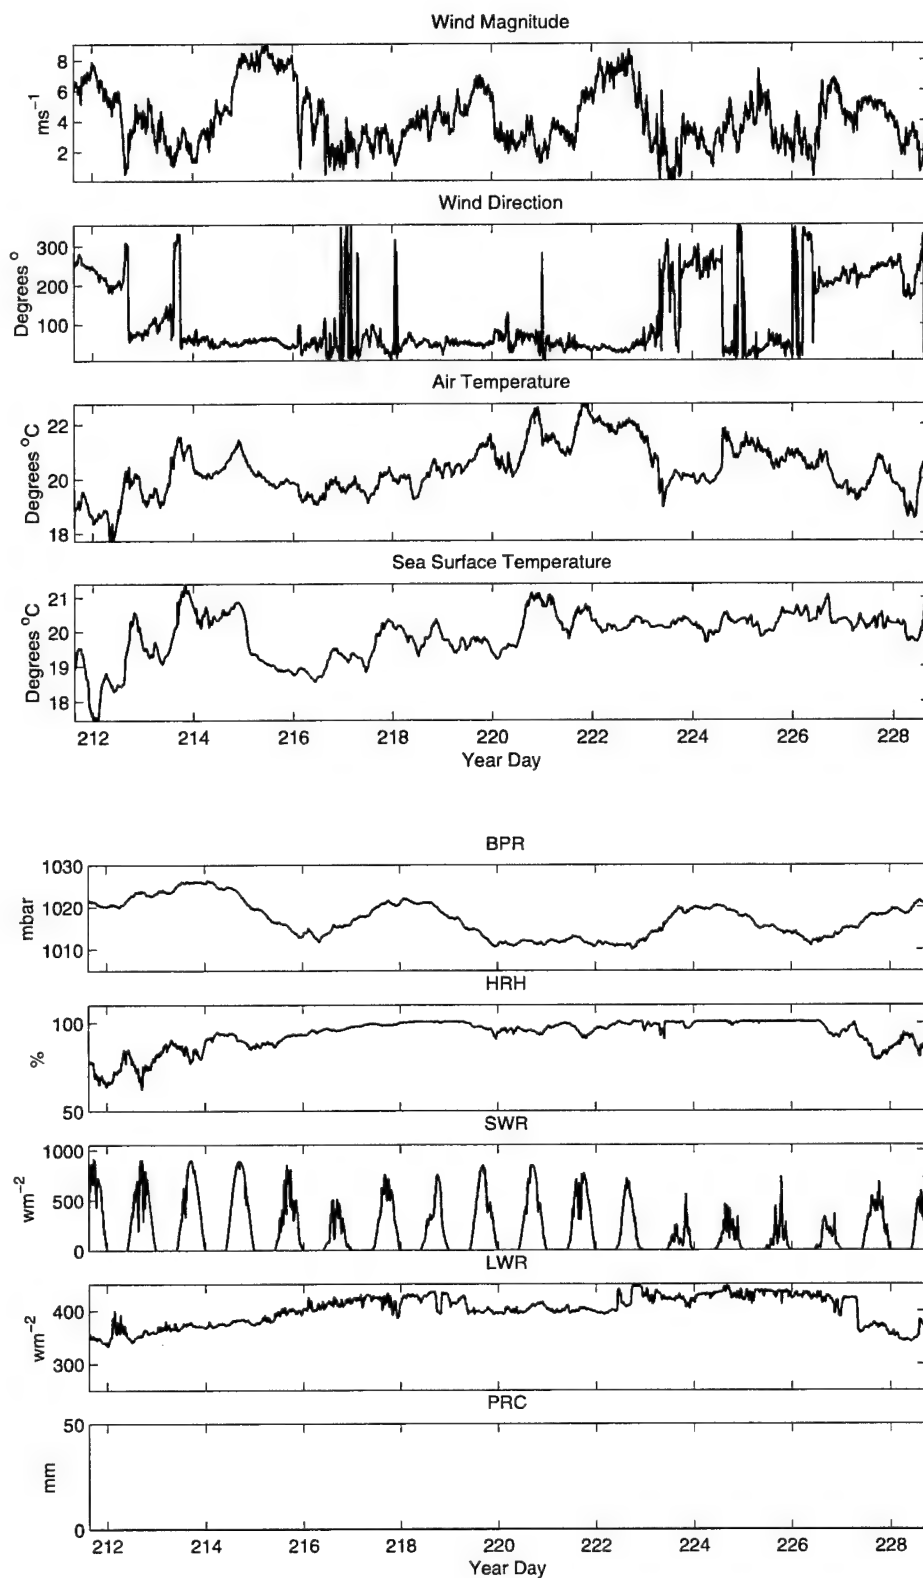 Wind Magnitude
8
6
4
2
ms⁻¹
Wind Direction
300
200
100
Degrees °
Air Temperature
22
20
18
Degrees °C
Sea Surface Temperature
21
20
19
18
Degrees °C
212 214 216 218 220 222 224 226 228
Year Day
BPR
1030
1020
1010
mbar
HRH
100
50
%
SWR
1000
500
0
wm⁻²
LWR
400
300
wm⁻²
PRC
50
0
mm
212 214 216 218 220 222 224 226 228
Year Day